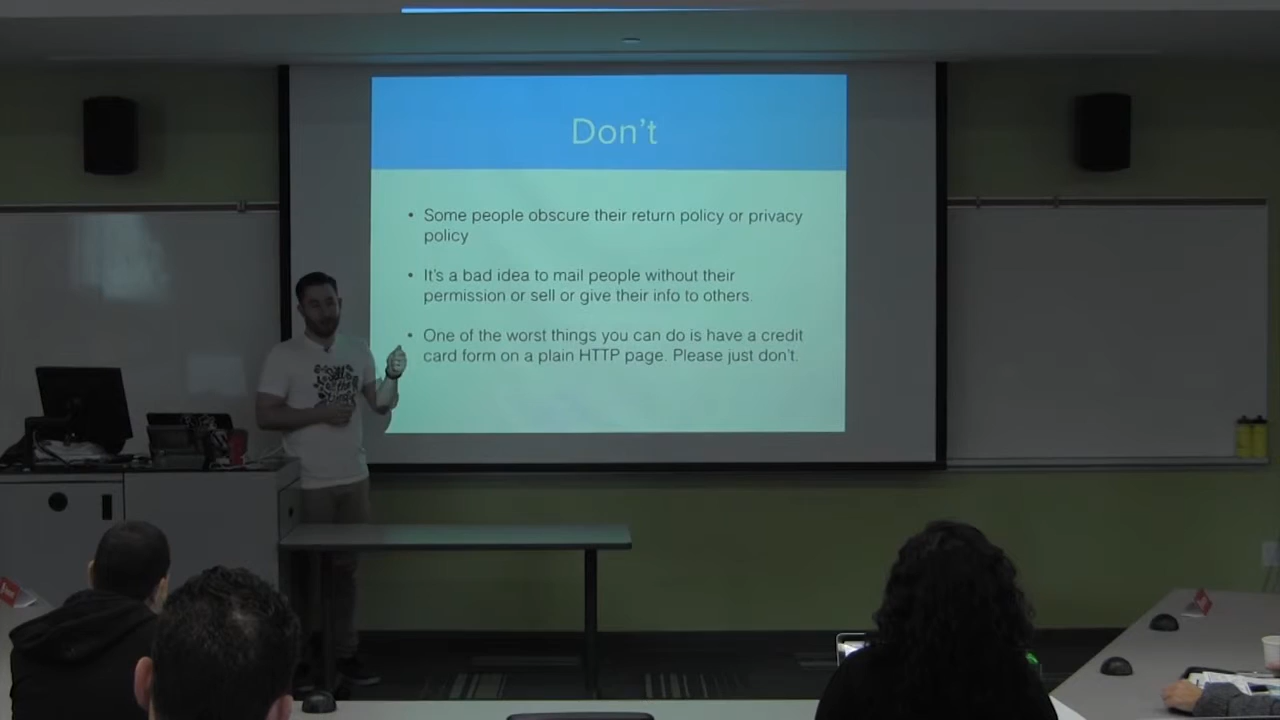 Don't
• Some people obscure their return policy or privacy
policy
• It's a bad idea to mail people without their
permission or sell or give their info to others.
• One of the worst things you can do is have a credit
card form on a plain HTTP page. Please just don't.